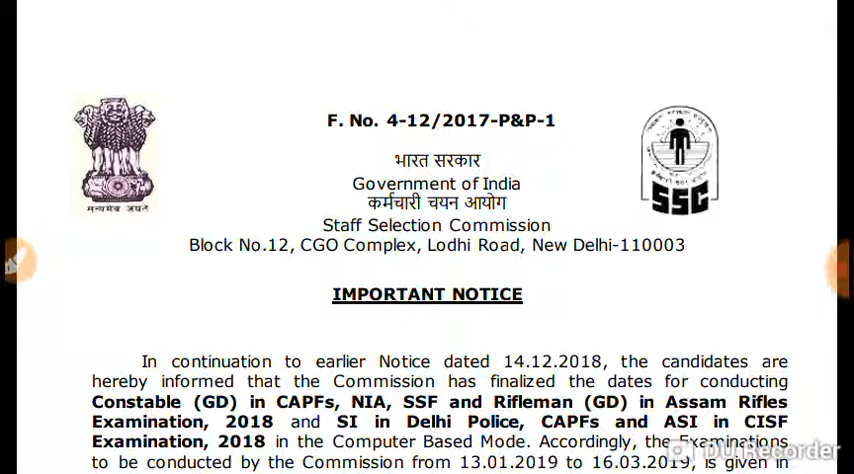 F. No. 4-12/2017-P&P-1
भारत सरकार
Government of India
कर्मचारी चयन आयोग
Staff Selection Commission
Block No.12, CGO Complex, Lodhi Road, New Delhi-110003
सत्यमेव जयते
SSC
IMPORTANT NOTICE
In continuation to earlier Notice dated 14.12.2018, the candidates are
hereby informed that the Commission has finalized the dates for conducting
Constable (GD) in CAPFs, NIA, SSF and Rifleman (GD) in Assam Rifles
Examination, 2018 and SI in Delhi Police, CAPFs and ASI in CISF
Examination, 2018 in the Computer Based Mode. Accordingly, the Examinations
to be conducted by the Commission from 13.01.2019 to 16.03.2019, is given in
DU Recorder